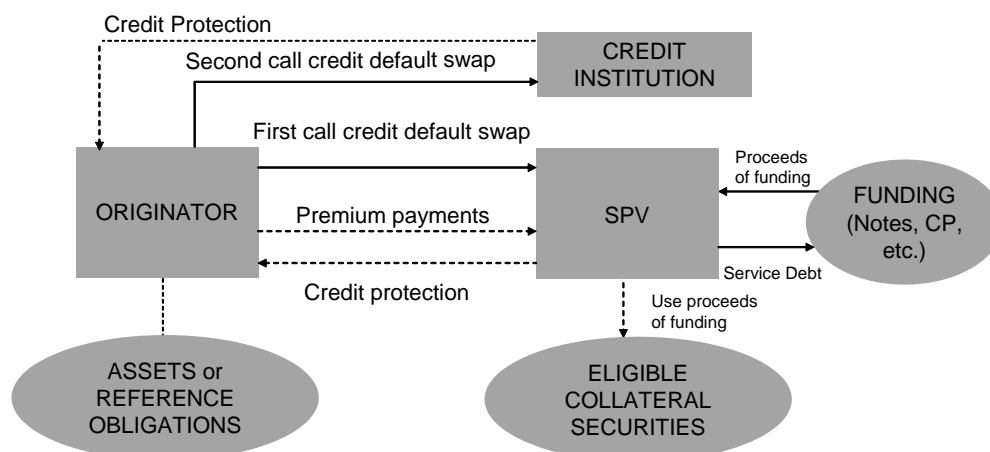 Credit Protection
CREDIT
INSTITUTION
Second call credit default swap
First call credit default swap
ORIGINATOR
Premium payments
Credit protection
SPV
Proceeds
of funding
FUNDING
(Notes, CP,
etc.)
Service Debt
Use proceeds
of funding
ASSETS or
REFERENCE
OBLIGATIONS
ELIGIBLE
COLLATERAL
SECURITIES